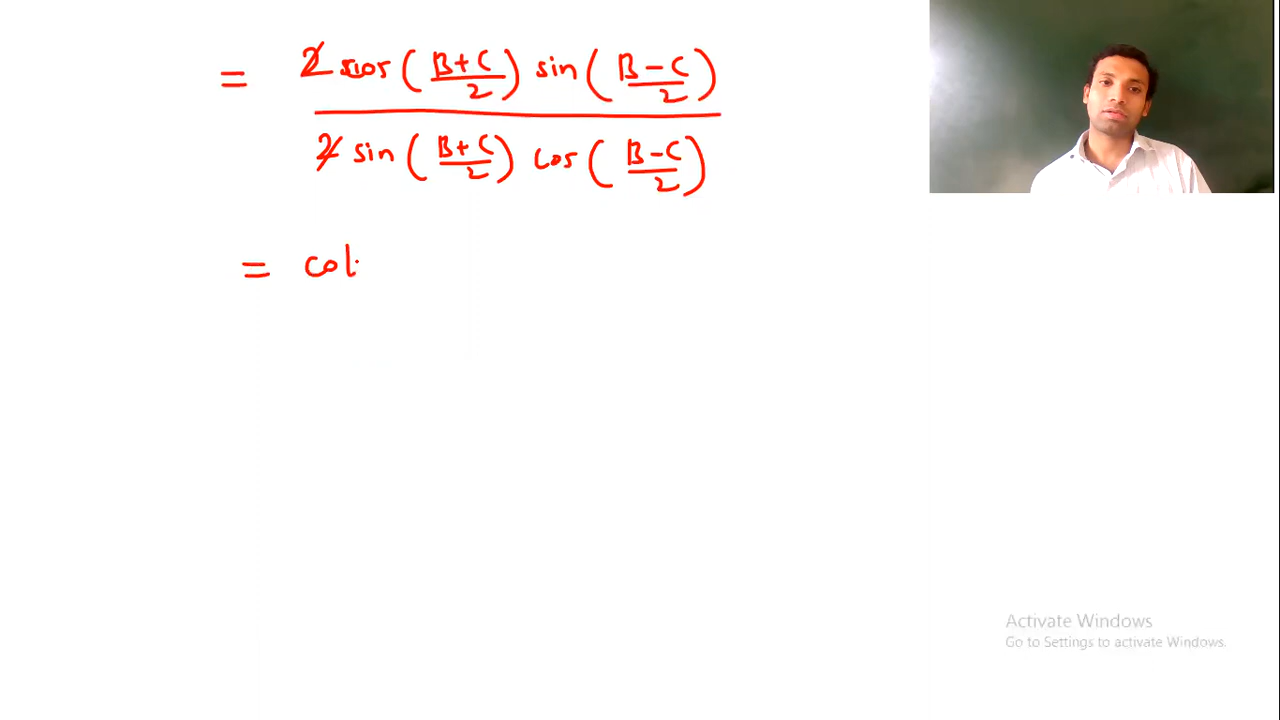 = 2 cos (B+C/2) sin (B-C/2)
2 sin (B+C/2) cos (B-C/2)
= cot
Activate Windows
Go to Settings to activate Windows.